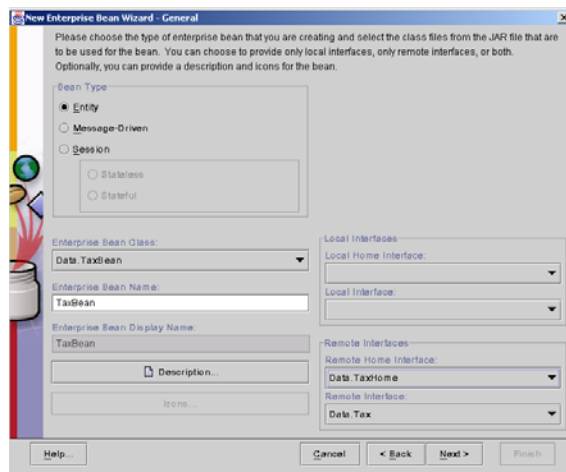 New Enterprise Bean Wizard - General
Please choose the type of enterprise bean that you are creating and select the class files from the JAR file that are
to be used for the bean. You can choose to provide only local interfaces, only remote interfaces, or both.
Optionally, you can provide a description and icons for the bean.
Bean Type
Entity
Message-Driven
Session
Stateless
Stateful
Enterprise Bean Class:
Data.TaxBean
Enterprise Bean Name:
TaxBean
Enterprise Bean Display Name:
TaxBean
Description...
Icons...
Local Interfaces
Local Home Interface:
Local Interface:
Remote Interfaces
Remote Home Interface:
Data.TaxHome
Remote Interface:
Data.Tax
Help...
Cancel
< Back
Next >
Finish